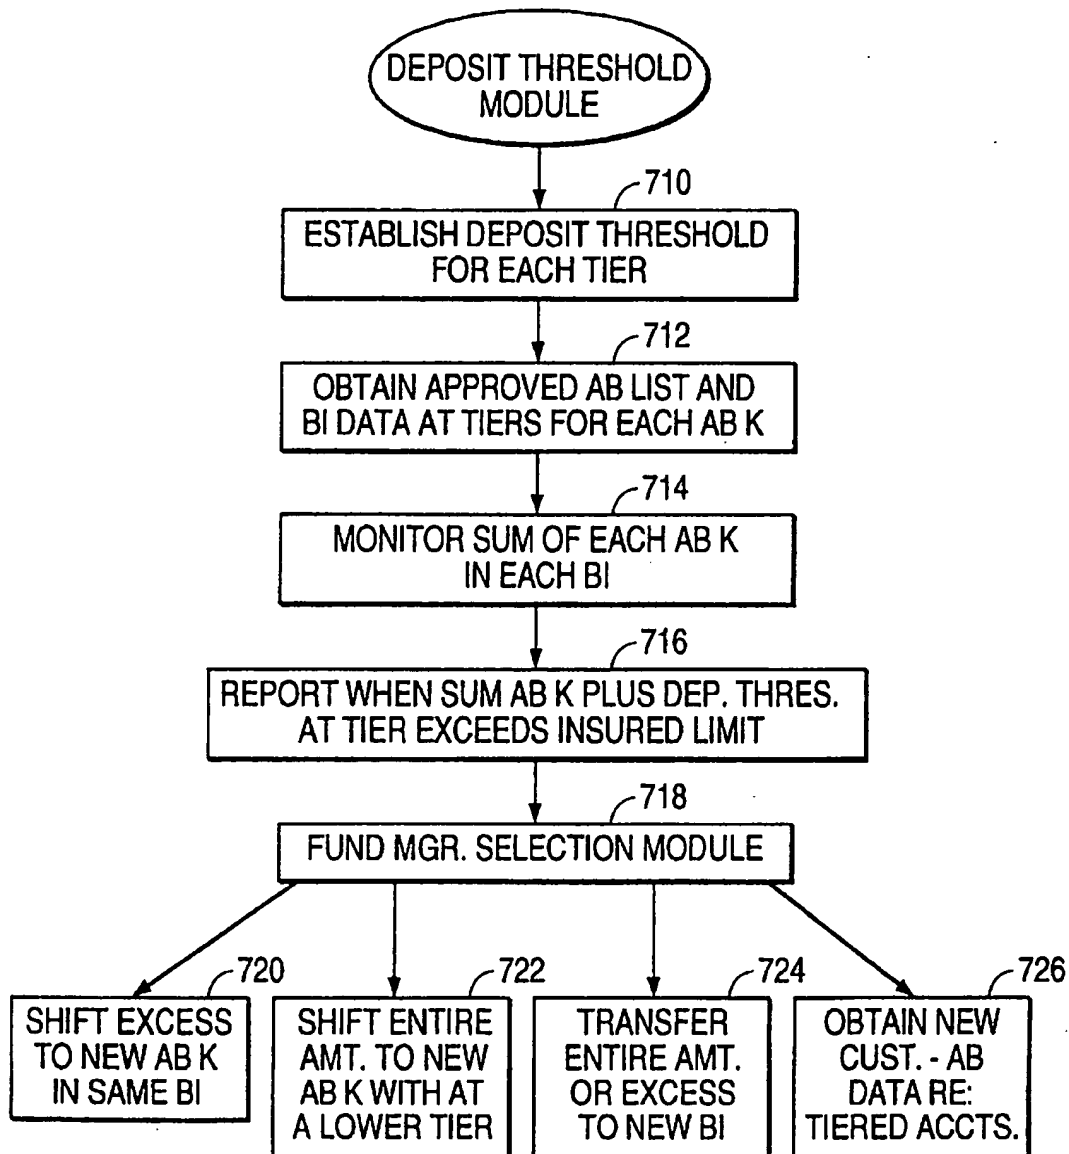 DEPOSIT THRESHOLD
MODULE
710
ESTABLISH DEPOSIT THRESHOLD
FOR EACH TIER
712
OBTAIN APPROVED AB LIST AND
BI DATA AT TIERS FOR EACH AB K
714
MONITOR SUM OF EACH AB K
IN EACH BI
716
REPORT WHEN SUM AB K PLUS DEP. THRES.
AT TIER EXCEEDS INSURED LIMIT
718
FUND MGR. SELECTION MODULE
720
SHIFT EXCESS
TO NEW AB K
IN SAME BI
722
SHIFT ENTIRE
AMT. TO NEW
AB K WITH AT
A LOWER TIER
724
TRANSFER
ENTIRE AMT.
OR EXCESS
TO NEW BI
726
OBTAIN NEW
CUST. - AB
DATA RE:
TIERED ACCTS.